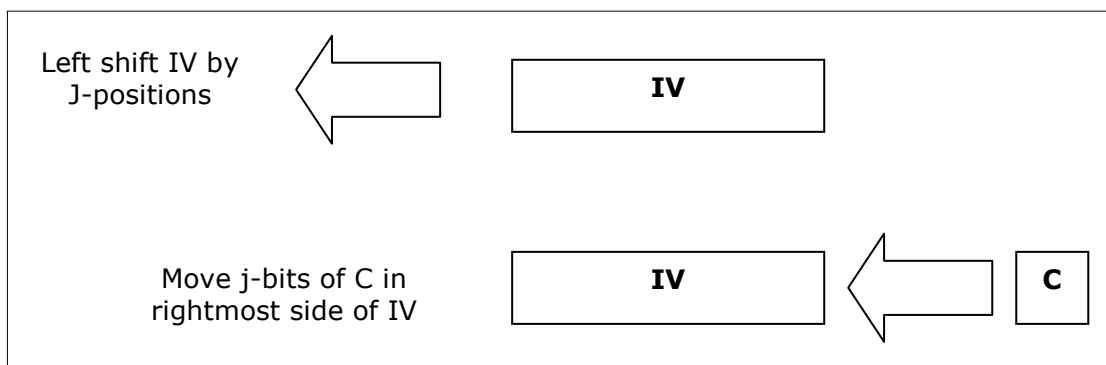 Left shift IV by
J-positions
IV
Move j-bits of C in
rightmost side of IV
IV
C